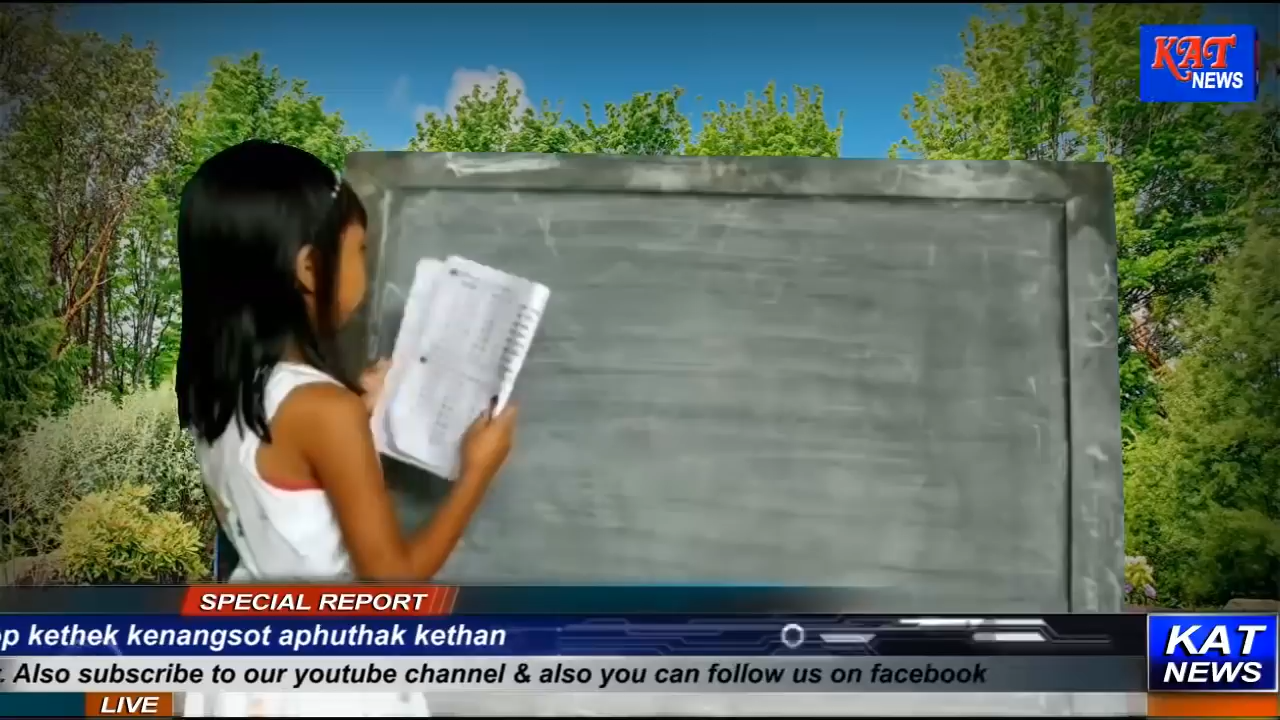 KAT
NEWS
SPECIAL REPORT
kethek kenangsot aphuthak kethan
KAT
NEWS
. Also subscribe to our youtube channel & also you can follow us on facebook
LIVE